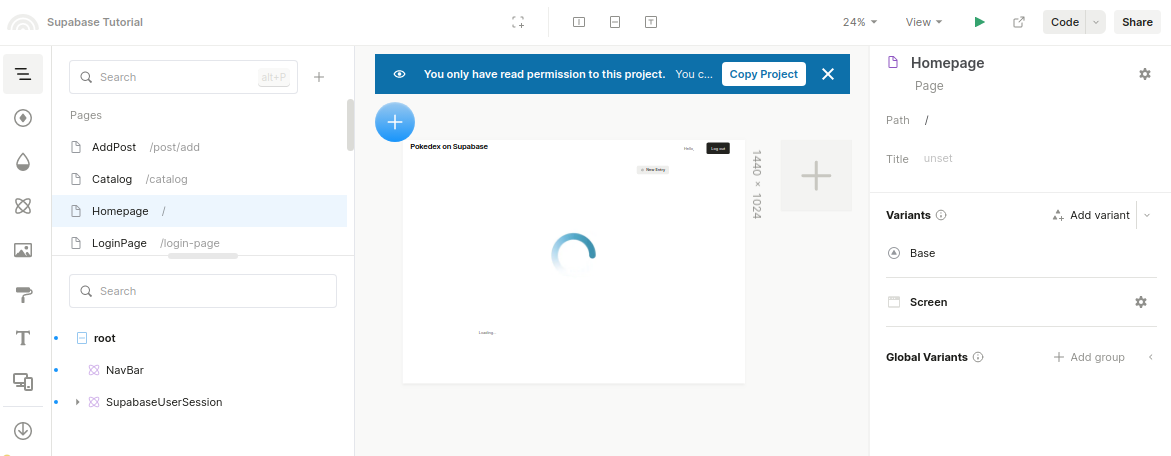 Supabase Tutorial
24%
View
Code
Share
Search
alt+P
Pages
AddPost /post/add
Catalog /catalog
Homepage /
LoginPage /login-page
Search
root
NavBar
SupabaseUserSession
You only have read permission to this project. You c...
Copy Project
Pokedex on Supabase
Hello,
Log out
New Entry
Loading...
1440 × 1024
Homepage
Page
Path /
Title unset
Variants
Add variant
Base
Screen
Global Variants
Add group